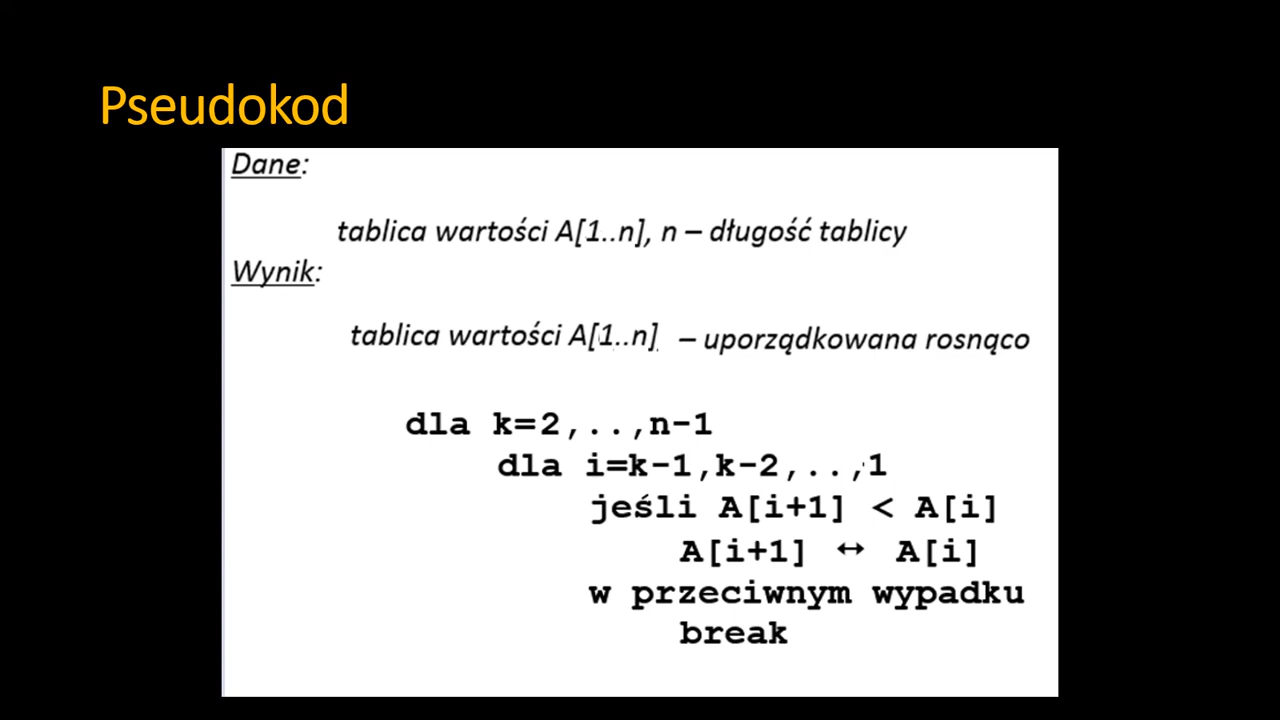 Pseudokod
Dane:
tablica wartości A[1..n], n – długość tablicy
Wynik:
tablica wartości A[1..n] – uporządkowana rosnąco
dla k=2,..,n-1
dla i=k-1,k-2,..,1
jeśli A[i+1] < A[i]
A[i+1] ↔ A[i]
w przeciwnym wypadku
break